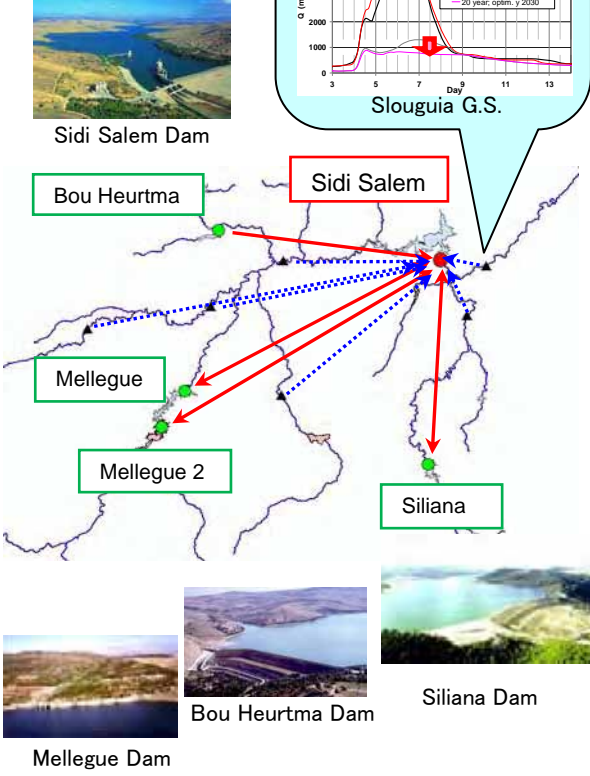 20 year; optim. y 2030
Q (m
2000
1000
0
3 5 7 9 11 13
Day
Slouguia G.S.
Sidi Salem Dam
Bou Heurtma
Sidi Salem
Mellegue
Mellegue 2
Siliana
Siliana Dam
Bou Heurtma Dam
Mellegue Dam